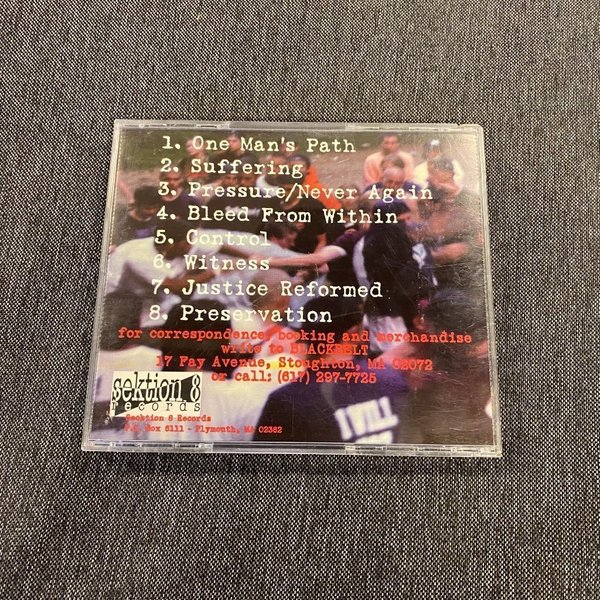 1. One Man's Path
2. Suffering
3. Pressure/Never Again
4. Bleed From Within
5. Control
6. Witness
7. Justice Reformed
8. Preservation
for correspondence, booking and merchandise
write to BLACKBELT
17 Fay Avenue, Stoughton, MA 02072
or call: (617) 297-7725
sektion 8
records
Secktion 8 Records
P.O. Box 6111 - Plymouth, MA 02362
I WILL